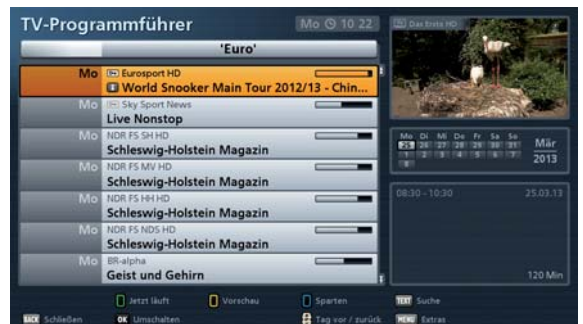 TV-Programmführer
Mo 10 22
Das Erste HD
'Euro'
Mo Eurosport HD
World Snooker Main Tour 2012/13 - Chin...
Mo Sky Sport News
Live Nonstop
Mo NDR FS SH HD
Schleswig-Holstein Magazin
Mo NDR FS MV HD
Schleswig-Holstein Magazin
Mo NDR FS HH HD
Schleswig-Holstein Magazin
Mo NDR FS NDS HD
Schleswig-Holstein Magazin
Mo BR-alpha
Geist und Gehirn
Mo Di Mi Do Fr Sa So
25 26 27 28 29 30 31
1 2 3 4 5 6 7
8
Mär
2013
08:30 - 10:30 25.03.13
120 Min
Jetzt läuft Vorschau Sparten TEXT Suche
BACK Schließen OK Umschalten Tag vor / zurück MENU Extras